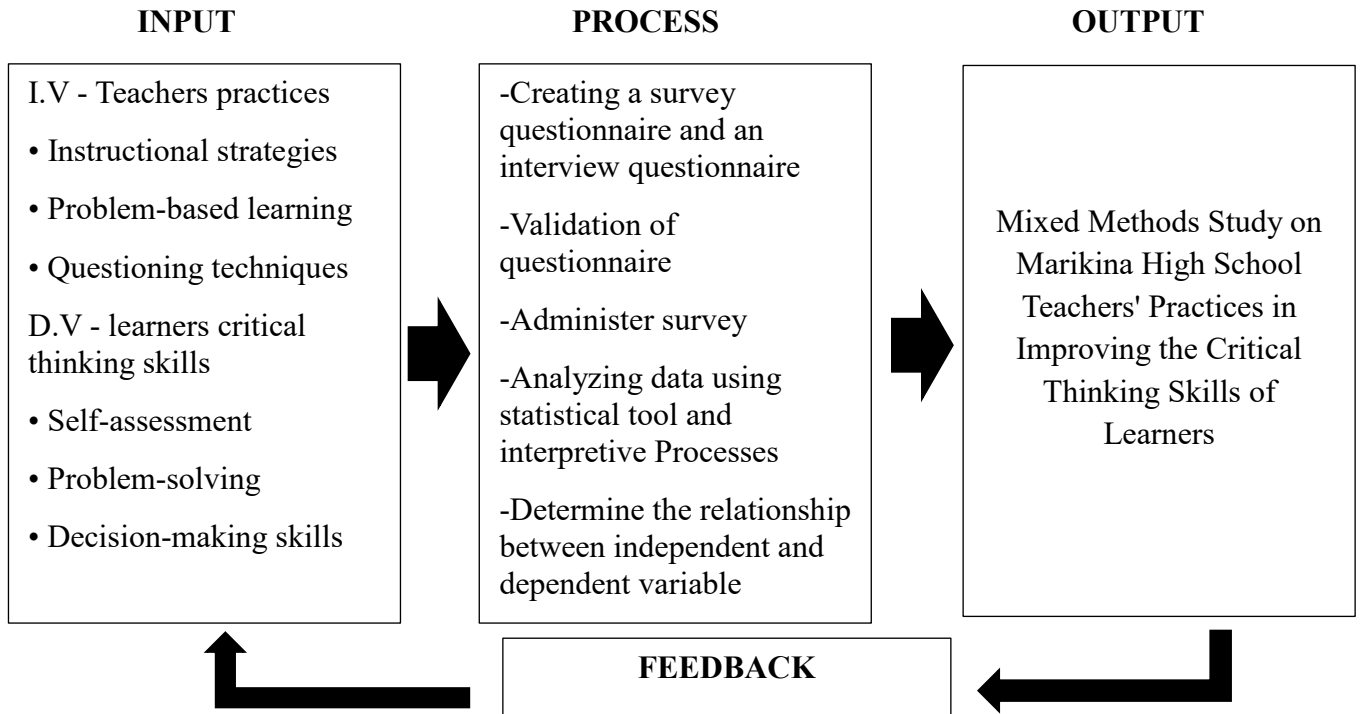 INPUT
I.V - Teachers practices
• Instructional strategies
• Problem-based learning
• Questioning techniques
D.V - learners critical
thinking skills
• Self-assessment
• Problem-solving
• Decision-making skills
PROCESS
-Creating a survey
questionnaire and an
interview questionnaire
-Validation of
questionnaire
-Administer survey
-Analyzing data using
statistical tool and
interpretive Processes
-Determine the relationship
between independent and
dependent variable
OUTPUT
Mixed Methods Study on
Marikina High School
Teachers' Practices in
Improving the Critical
Thinking Skills of
Learners
FEEDBACK